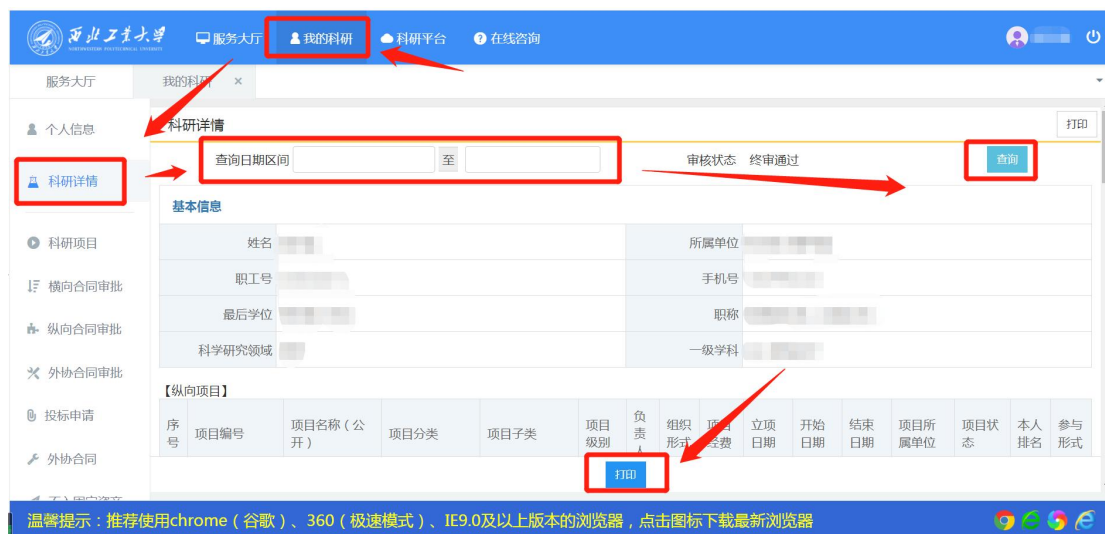 西北工业大学 服务大厅 我的科研 科研平台 在线咨询
NORTHWESTERN POLYTECHNICAL UNIVERSITY
服务大厅 我的科研 ×
个人信息
科研详情
科研项目
横向合同审批
纵向合同审批
外协合同审批
投标申请
外协合同
科研详情 打印
查询日期区间 至 审核状态 终审通过 查询
基本信息
姓名 所属单位
职工号 手机号
最后学位 职称
科学研究领域 一级学科
【纵向项目】
序号 项目编号 项目名称（公开） 项目分类 项目子类 项目级别 负责人 组织形式 项目经费 立项日期 开始日期 结束日期 项目所属单位 项目状态 本人排名 参与形式
打印
温馨提示：推荐使用chrome（谷歌）、360（极速模式）、IE9.0及以上版本的浏览器，点击图标下载最新浏览器